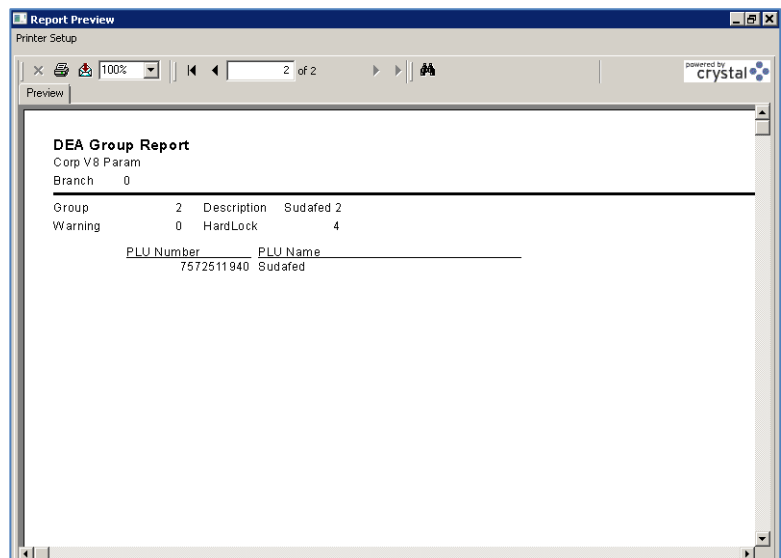 Report Preview
Printer Setup
100% 2 of 2 powered by crystal
Preview
DEA Group Report
Corp V8 Param
Branch 0
Group 2 Description Sudafed 2
Warning 0 HardLock 4
PLU Number PLU Name
7572511940 Sudafed